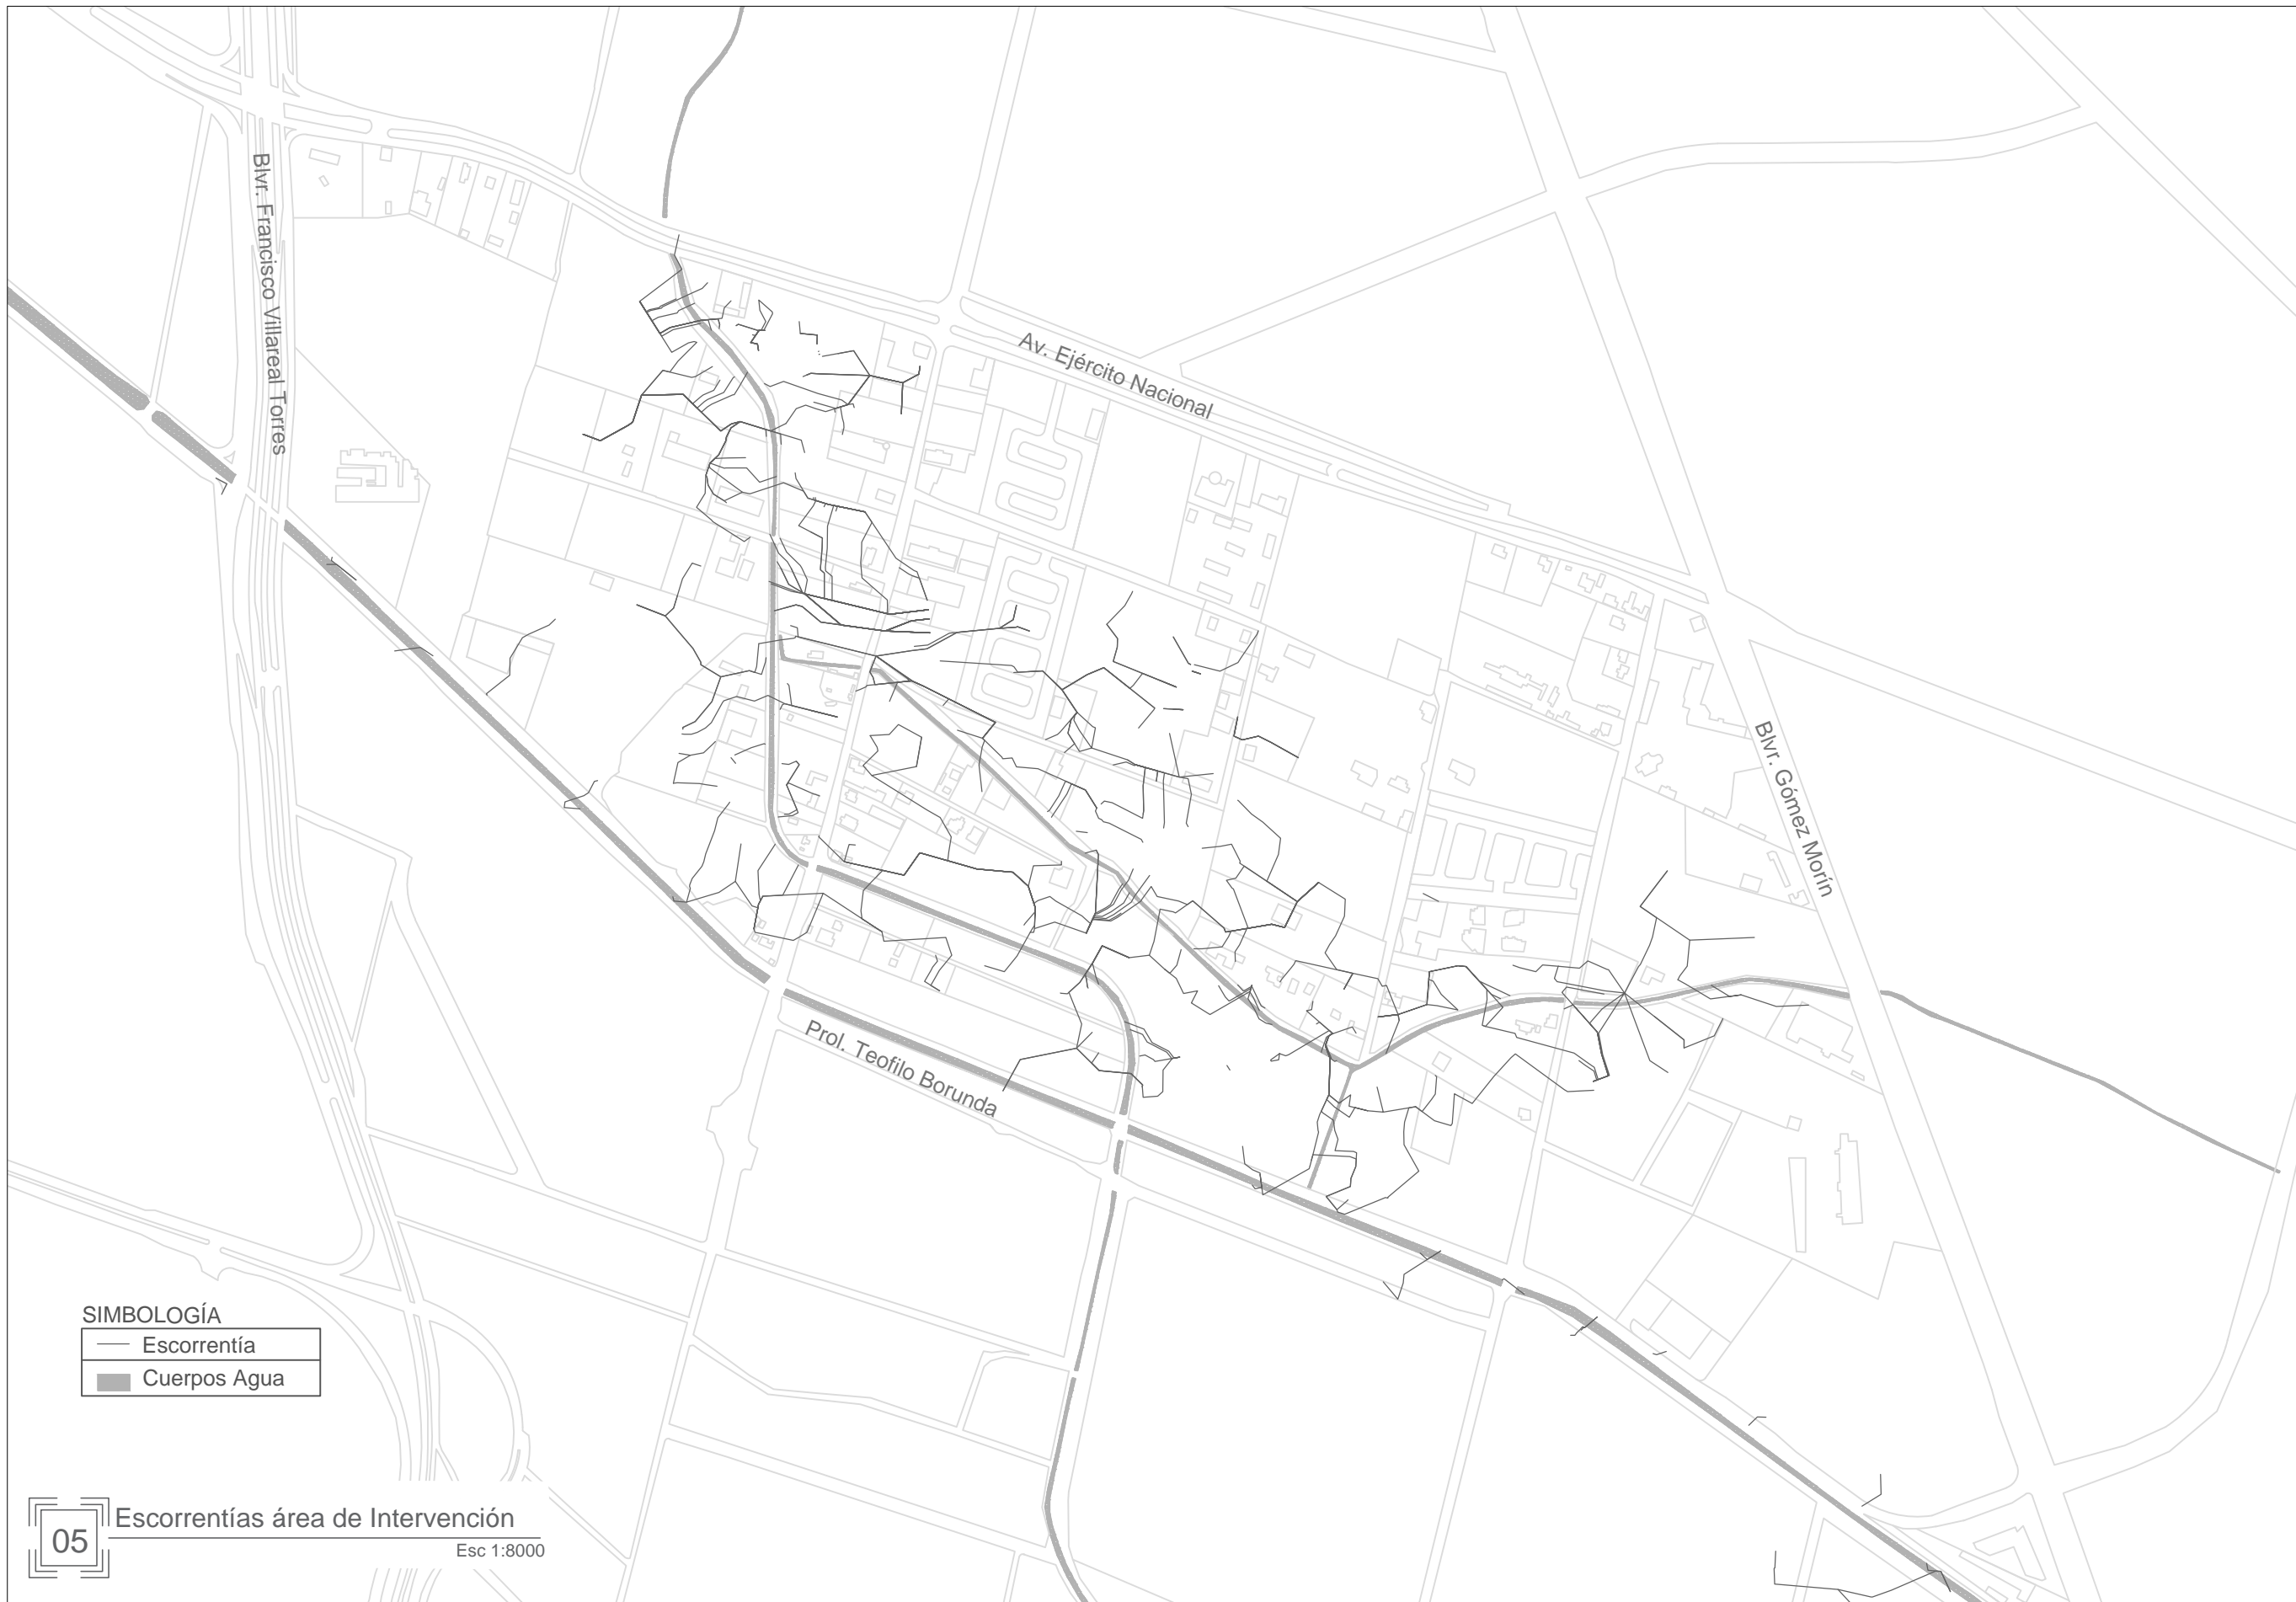 Blvr. Francisco Villareal Torres
Av. Ejército Nacional
Blvr. Gómez Morín
Prol. Teofilo Borunda
SIMBOLOGÍA
Escorrentía
Cuerpos Agua
05
Escorrentías área de Intervención
Esc 1:8000